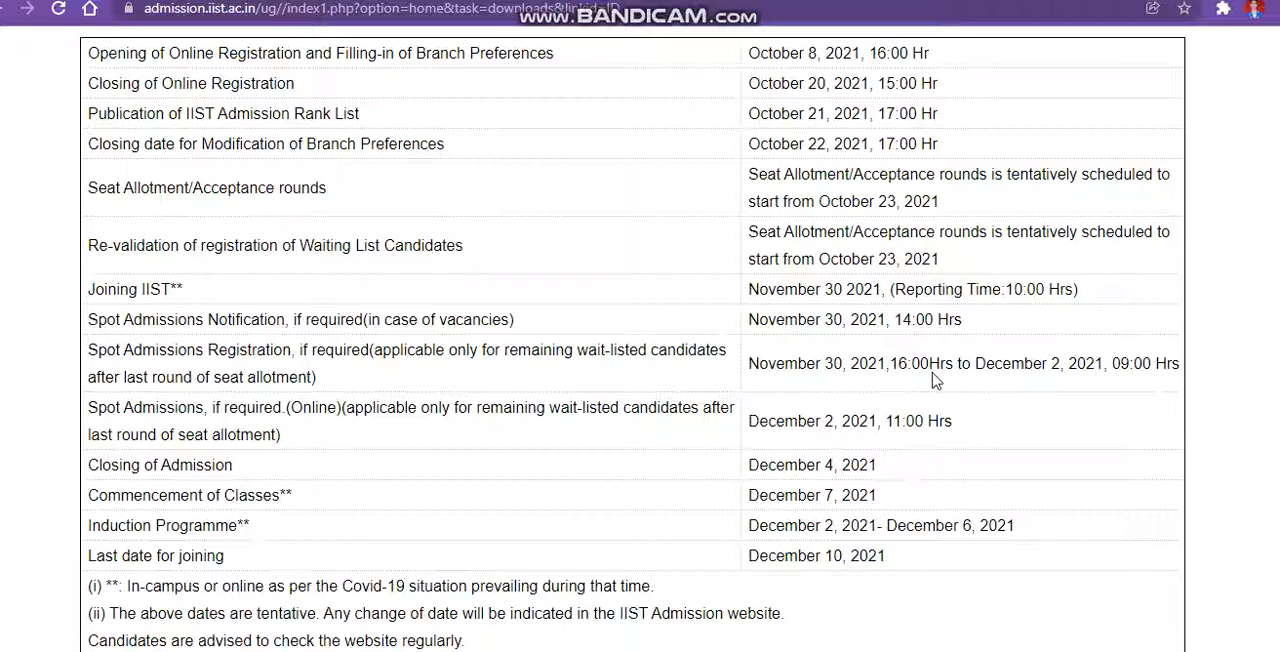 admission.iist.ac.in/ug//index1.php?option=home&task=downloads&linkid=ID
www.BANDICAM.com
Opening of Online Registration and Filling-in of Branch Preferences October 8, 2021, 16:00 Hr
Closing of Online Registration October 20, 2021, 15:00 Hr
Publication of IIST Admission Rank List October 21, 2021, 17:00 Hr
Closing date for Modification of Branch Preferences October 22, 2021, 17:00 Hr
Seat Allotment/Acceptance rounds Seat Allotment/Acceptance rounds is tentatively scheduled to
start from October 23, 2021
Re-validation of registration of Waiting List Candidates Seat Allotment/Acceptance rounds is tentatively scheduled to
start from October 23, 2021
Joining IIST** November 30 2021, (Reporting Time:10:00 Hrs)
Spot Admissions Notification, if required(in case of vacancies) November 30, 2021, 14:00 Hrs
Spot Admissions Registration, if required(applicable only for remaining wait-listed candidates
after last round of seat allotment) November 30, 2021,16:00Hrs to December 2, 2021, 09:00 Hrs
Spot Admissions, if required.(Online)(applicable only for remaining wait-listed candidates after
last round of seat allotment) December 2, 2021, 11:00 Hrs
Closing of Admission December 4, 2021
Commencement of Classes** December 7, 2021
Induction Programme** December 2, 2021- December 6, 2021
Last date for joining December 10, 2021
(i) **: In-campus or online as per the Covid-19 situation prevailing during that time.
(ii) The above dates are tentative. Any change of date will be indicated in the IIST Admission website.
Candidates are advised to check the website regularly.